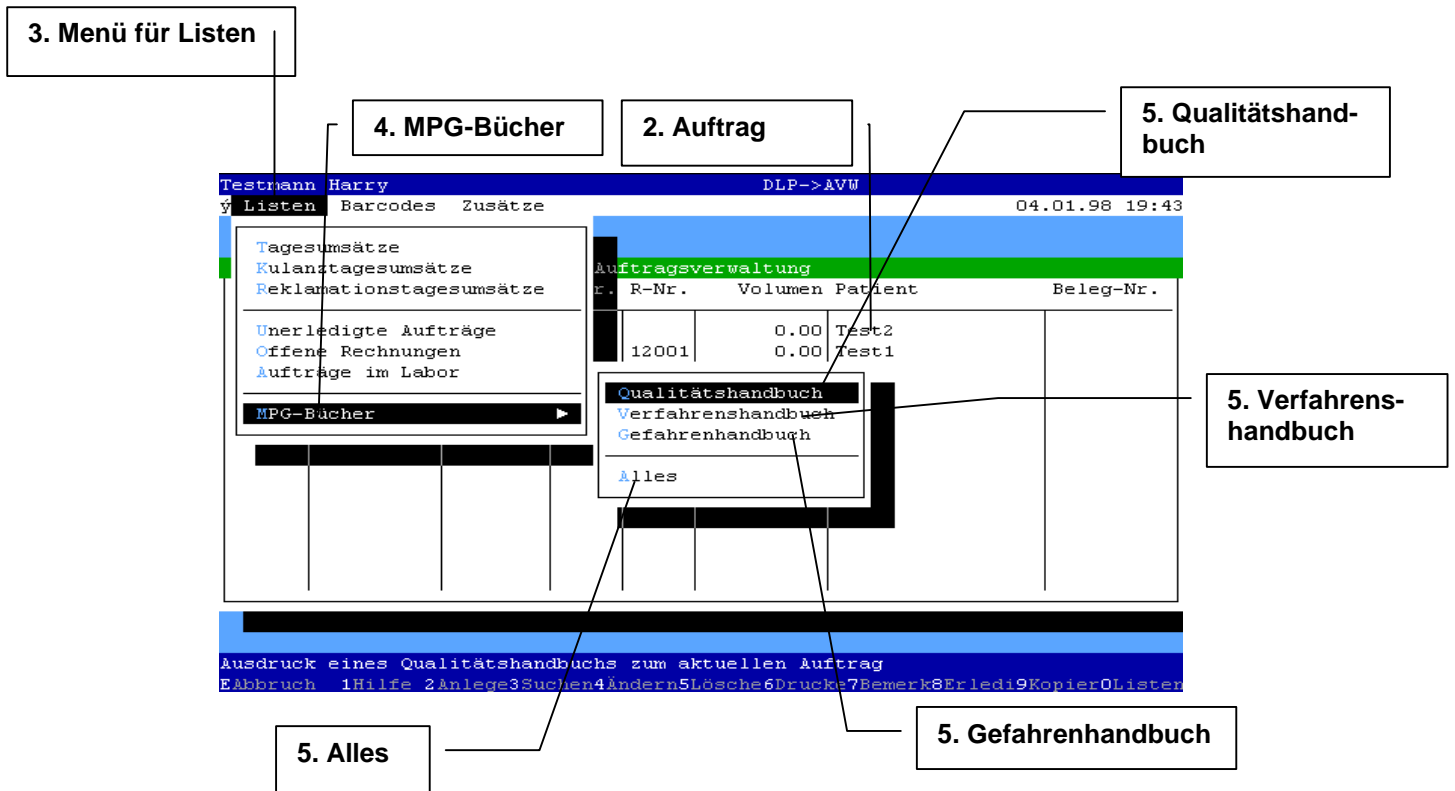 3. Menü für Listen
4. MPG-Bücher
2. Auftrag
5. Qualitätshand-
buch
Testmann Harry DLP->AVW
ý Listen Barcodes Zusätze 04.01.98 19:43
Tagesumsätze
Kulanztagesumsätze
Reklamationstagesumsätze
Unerledigte Aufträge
Offene Rechnungen
Aufträge im Labor
MPG-Bücher
Auftragsverwaltung
r. R-Nr. Volumen Patient Beleg-Nr.
0.00 Test2
12001 0.00 Test1
Qualitätshandbuch
Verfahrenshandbuch
Gefahrenhandbuch
Alles
5. Verfahrens-
handbuch
Ausdruck eines Qualitätshandbuchs zum aktuellen Auftrag
EAbbruch 1Hilfe 2Anlege3Suchen4Ändern5Lösche6Drucke7Bemerk8Erledi9Kopier0Listen
5. Alles
5. Gefahrenhandbuch